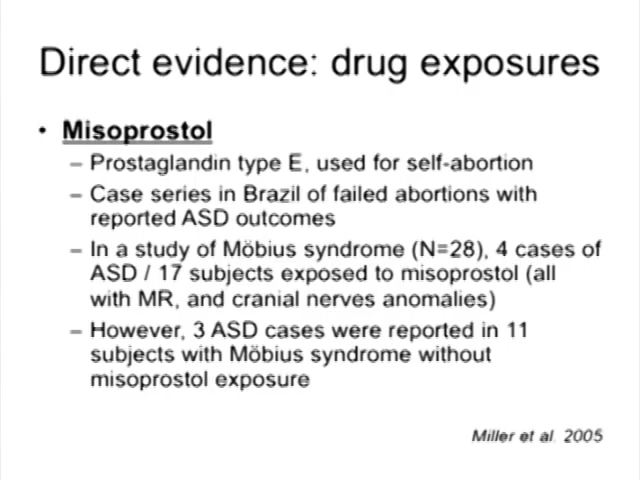 Direct evidence: drug exposures
• Misoprostol
– Prostaglandin type E, used for self-abortion
– Case series in Brazil of failed abortions with
reported ASD outcomes
– In a study of Möbius syndrome (N=28), 4 cases of
ASD / 17 subjects exposed to misoprostol (all
with MR, and cranial nerves anomalies)
– However, 3 ASD cases were reported in 11
subjects with Möbius syndrome without
misoprostol exposure
Miller et al. 2005